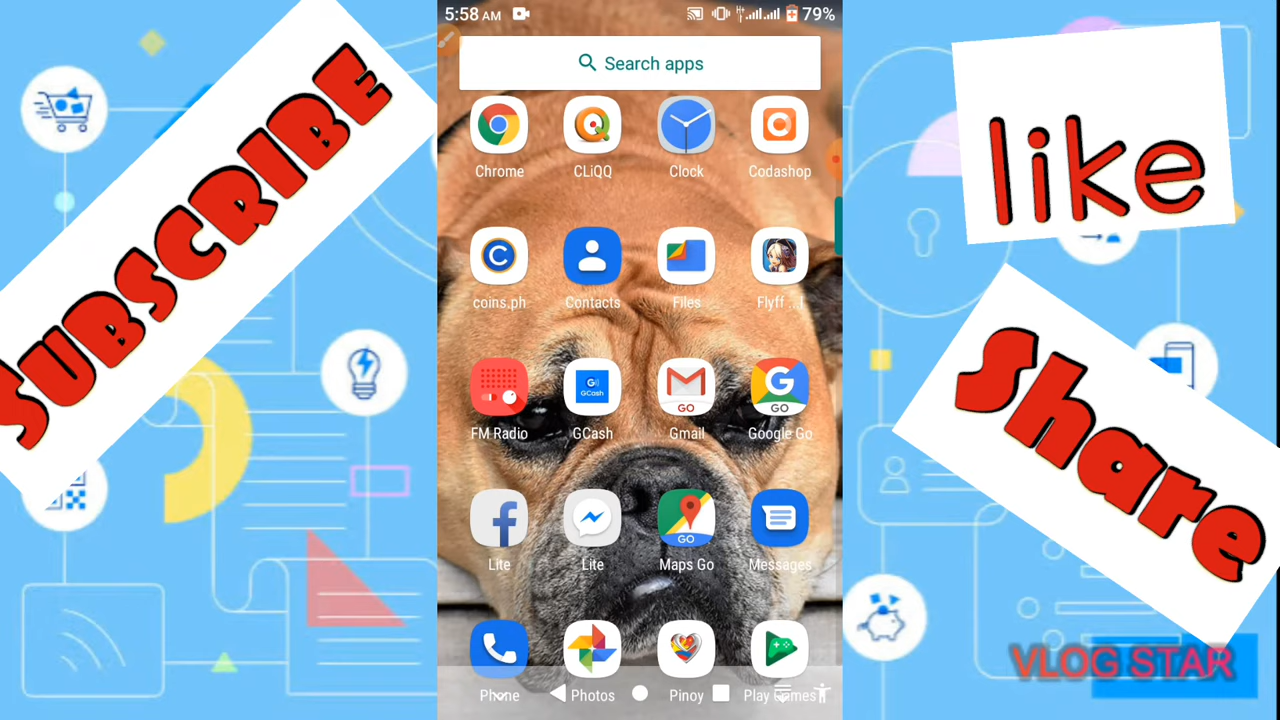 SUBSCRIBE
5:58 AM
79%
Search apps
Chrome
CLiQQ
Clock
Codashop
coins.ph
Contacts
Files
Flyff ...l
FM Radio
GCash
Gmail
Google Go
Lite
Lite
Maps Go
Messages
Phone
Photos
Pinoy
Play Games
like
Share
VLOG STAR